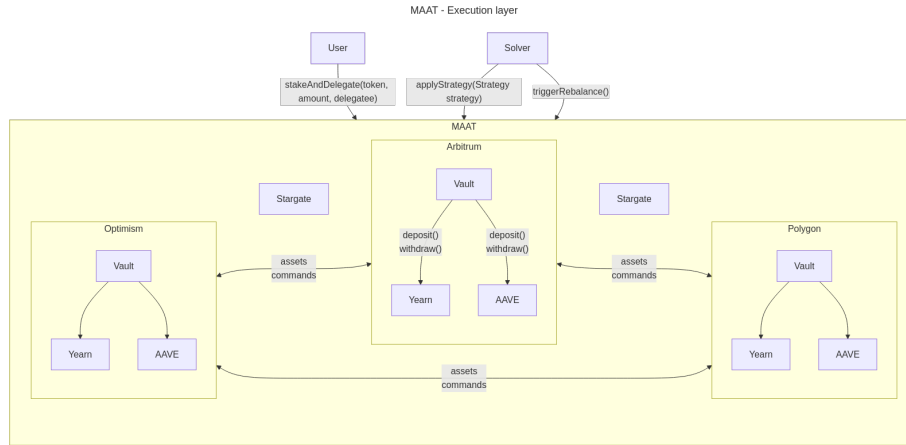 MAAT - Execution layer
User
Solver
stakeAndDelegate(token,
amount, delegatee)
applyStrategy(Strategy
strategy)
triggerRebalance()
MAAT
Arbitrum
Vault
Stargate
Stargate
deposit()
withdraw()
deposit()
withdraw()
Yearn
AAVE
Optimism
Vault
Yearn
AAVE
assets
commands
assets
commands
Polygon
Vault
Yearn
AAVE
assets
commands